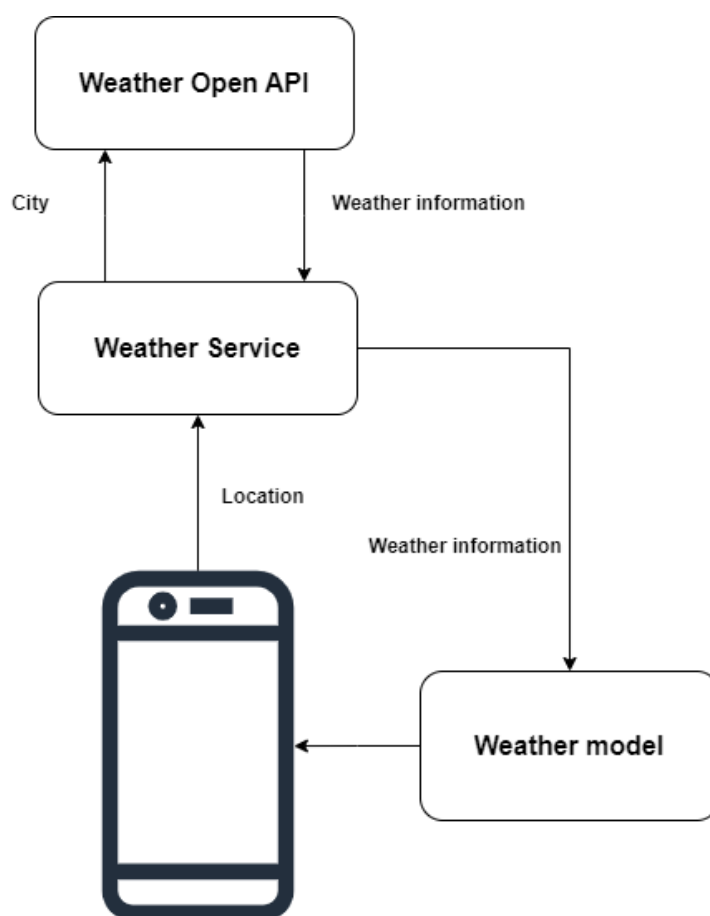 Weather Open API
City
Weather information
Weather Service
Location
Weather information
Weather model